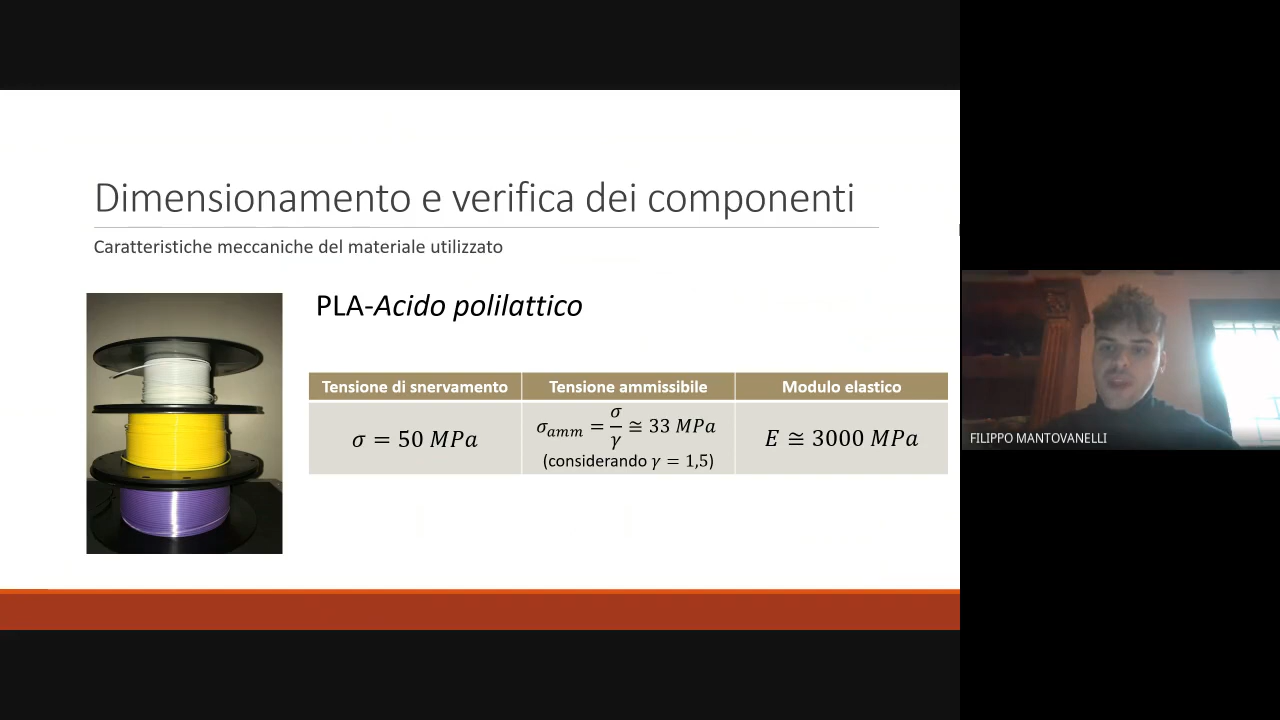 Dimensionamento e verifica dei componenti
Caratteristiche meccaniche del materiale utilizzato
PLA-Acido polilattico
Tensione di snervamento Tensione ammissibile Modulo elastico
σ = 50 MPa
σ_amm = σ/γ ≅ 33 MPa
(considerando γ = 1,5)
E ≅ 3000 MPa
FILIPPO MANTOVANELLI